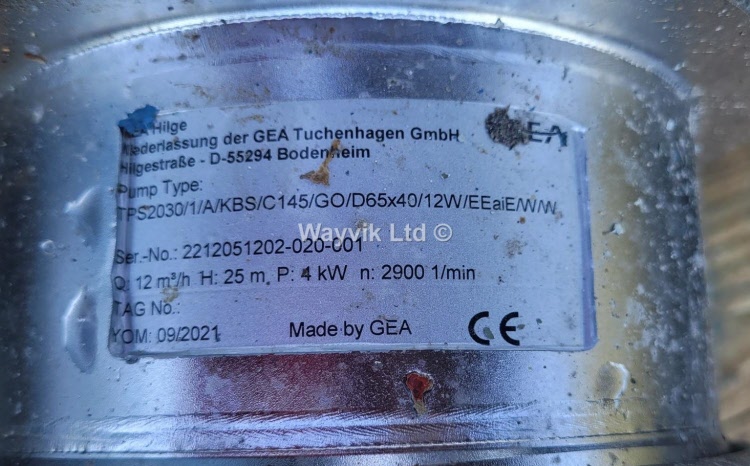 Hilge
Niederlassung der GEA Tuchenhagen GmbH
Hilgestraße - D-55294 Bodenheim
Pump Type:
TPS2030/1/A/KBS/C145/GO/D65x40/12W/EEaiE/W/W
Wayvik Ltd ©
Ser.-No.: 2212051202-020-001
Q: 12 m³/h H: 25 m P: 4 kW n: 2900 1/min
TAG No.:
YOM: 09/2021 Made by GEA CE